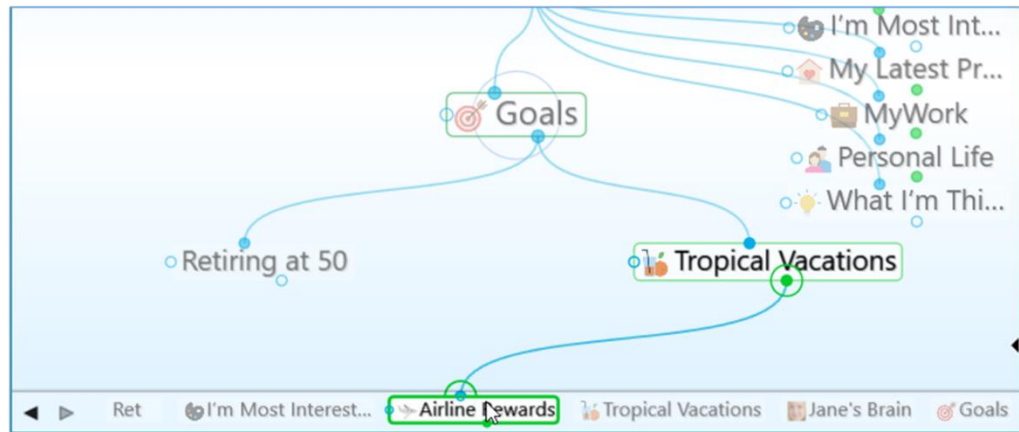 I'm Most Int...
My Latest Pr...
Goals
MyWork
Personal Life
What I'm Thi...
Retiring at 50
Tropical Vacations
Ret I'm Most Interest... Airline Rewards Tropical Vacations Jane's Brain Goals